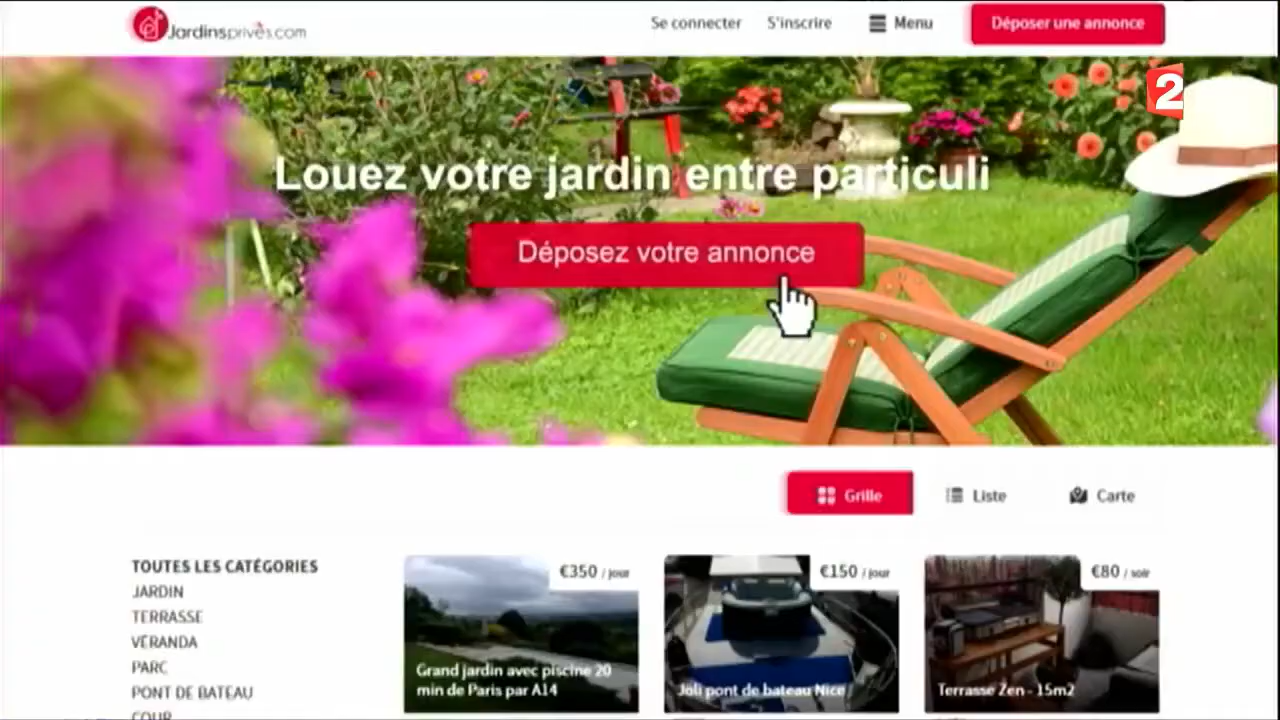 Jardinsprivés.com
Se connecter
S'inscrire
Menu
Déposer une annonce
2
Louez votre jardin entre particuli
Déposez votre annonce
Grille
Liste
Carte
TOUTES LES CATÉGORIES
JARDIN
TERRASSE
VÉRANDA
PARC
PONT DE BATEAU
COUR
€350 / jour
Grand jardin avec piscine 20
min de Paris par A14
€150 / jour
Joli pont de bateau Nice
€80 / soir
Terrasse Zen - 15m2